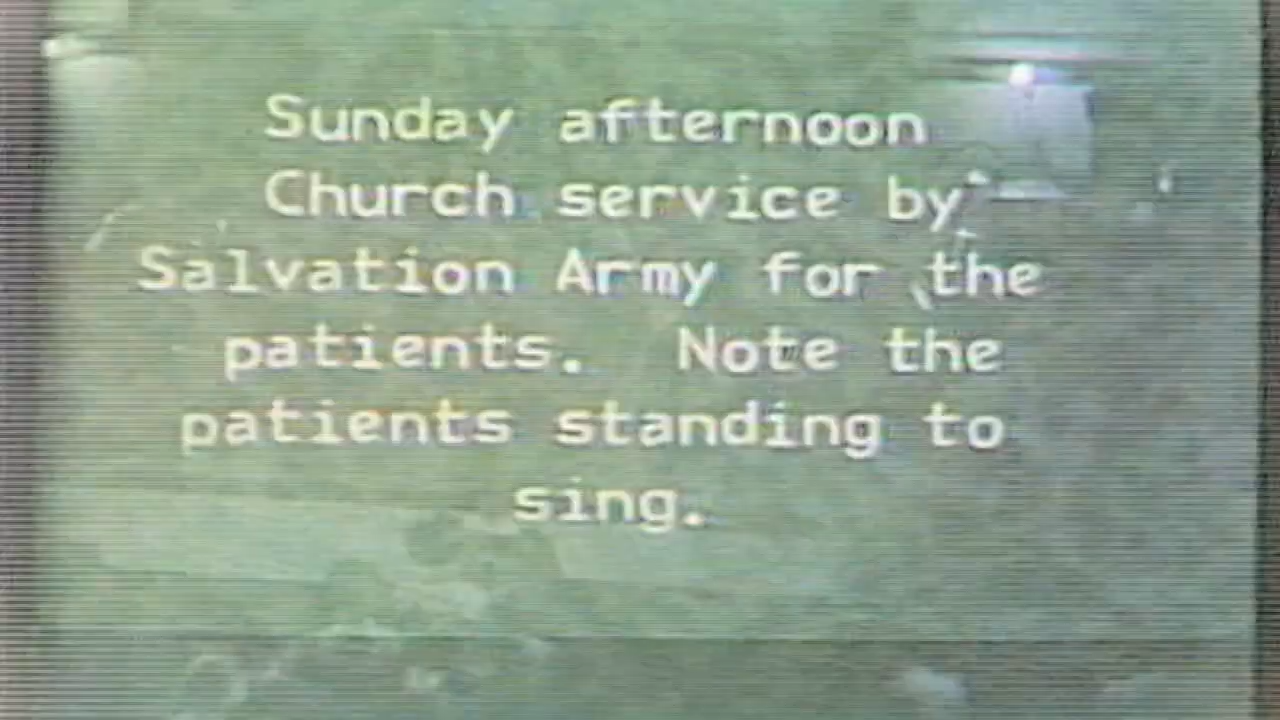 Sunday afternoon
Church service by
Salvation Army for the
patients.  Note the
patients standing to
sing.